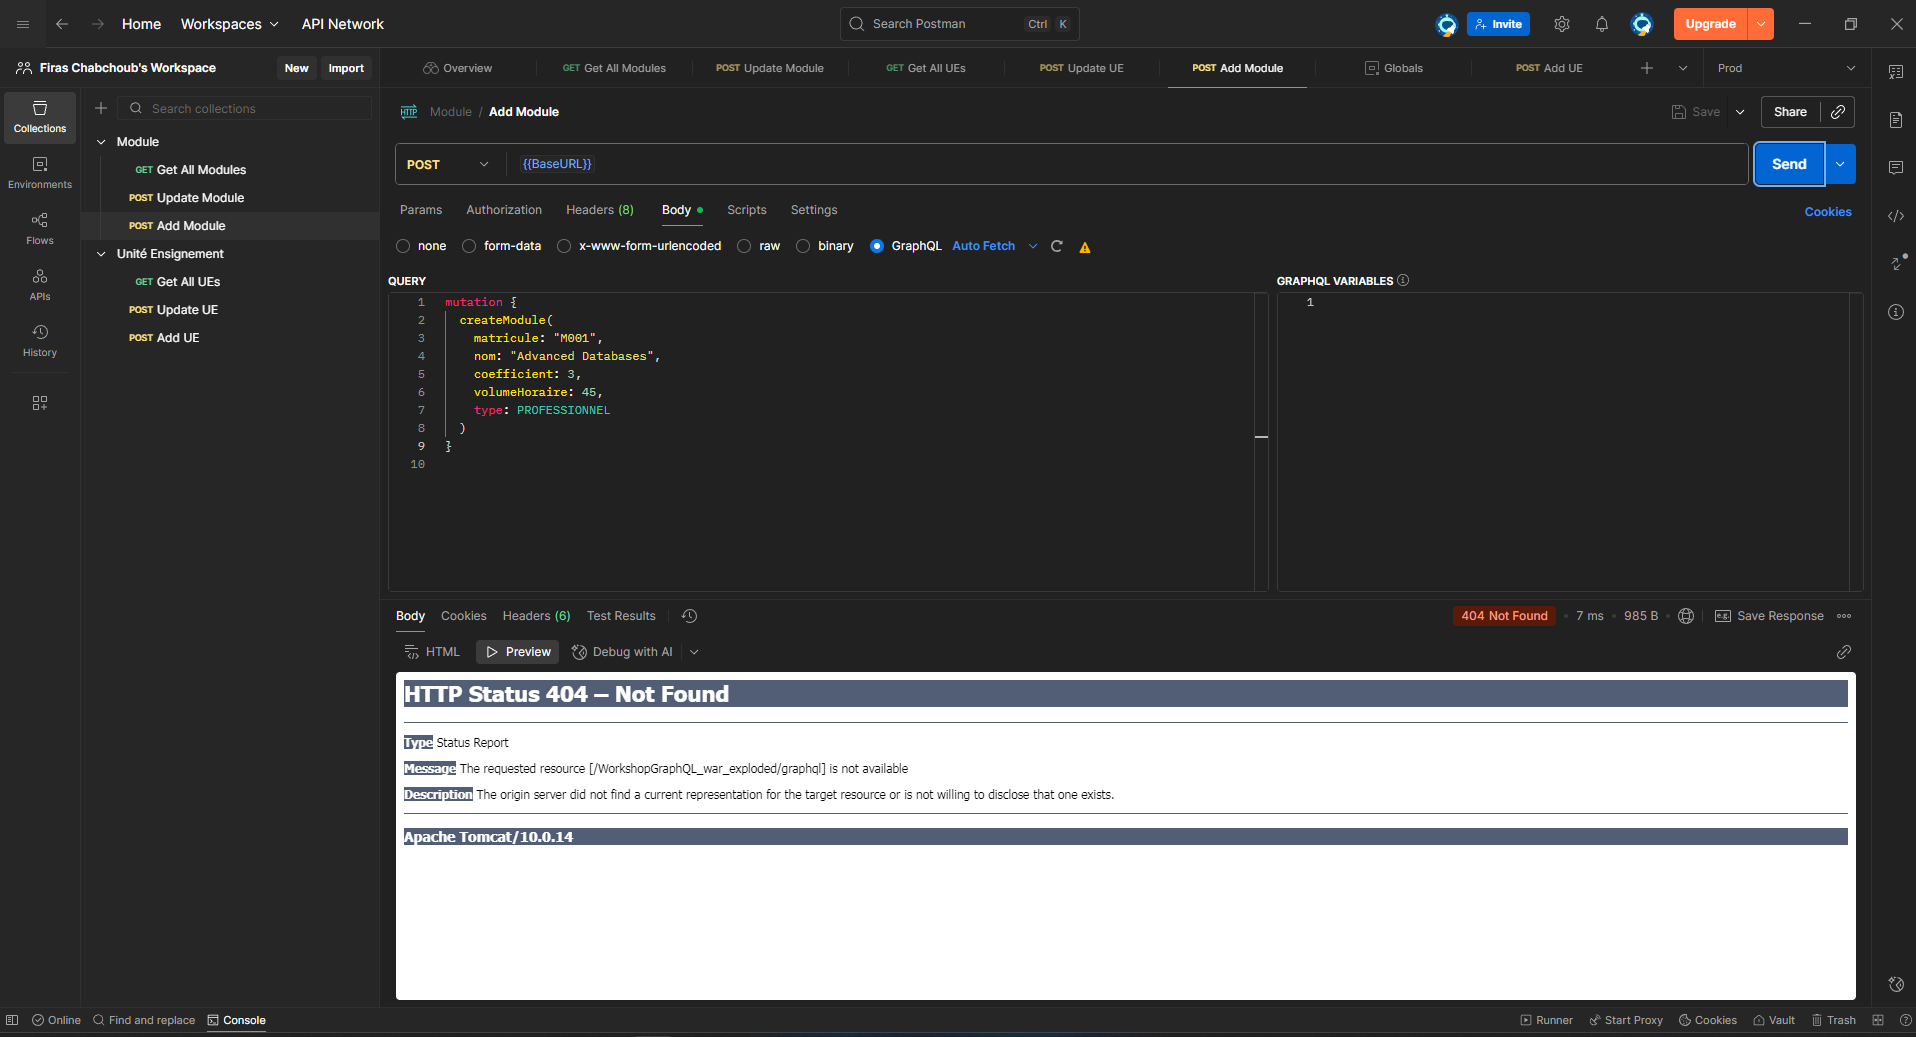 Home
Workspaces
API Network
Search Postman
Ctrl K
Invite
Upgrade
Firas Chabchoub's Workspace
New
Import
Overview
GET Get All Modules
POST Update Module
GET Get All UEs
POST Update UE
POST Add Module
Globals
POST Add UE
Prod
Collections
Environments
Flows
APIs
History
Search collections
Module
GET Get All Modules
POST Update Module
POST Add Module
Unité Ensignement
GET Get All UEs
POST Update UE
POST Add UE
HTTP Module / Add Module
Save
Share
POST
{{BaseURL}}
Send
Params
Authorization
Headers (8)
Body
Scripts
Settings
Cookies
none
form-data
x-www-form-urlencoded
raw
binary
GraphQL
Auto Fetch
QUERY
1 mutation {
2 createModule(
3 matricule: "M001",
4 nom: "Advanced Databases",
5 coefficient: 3,
6 volumeHoraire: 45,
7 type: PROFESSIONNEL
8 )
9 }
10
GRAPHQL VARIABLES
1
Body
Cookies
Headers (6)
Test Results
404 Not Found
7 ms
985 B
e.g. Save Response
HTML
Preview
Debug with AI
HTTP Status 404 – Not Found
Type Status Report
Message The requested resource [/WorkshopGraphQL_war_exploded/graphql] is not available
Description The origin server did not find a current representation for the target resource or is not willing to disclose that one exists.
Apache Tomcat/10.0.14
Online
Find and replace
Console
Runner
Start Proxy
Cookies
Vault
Trash